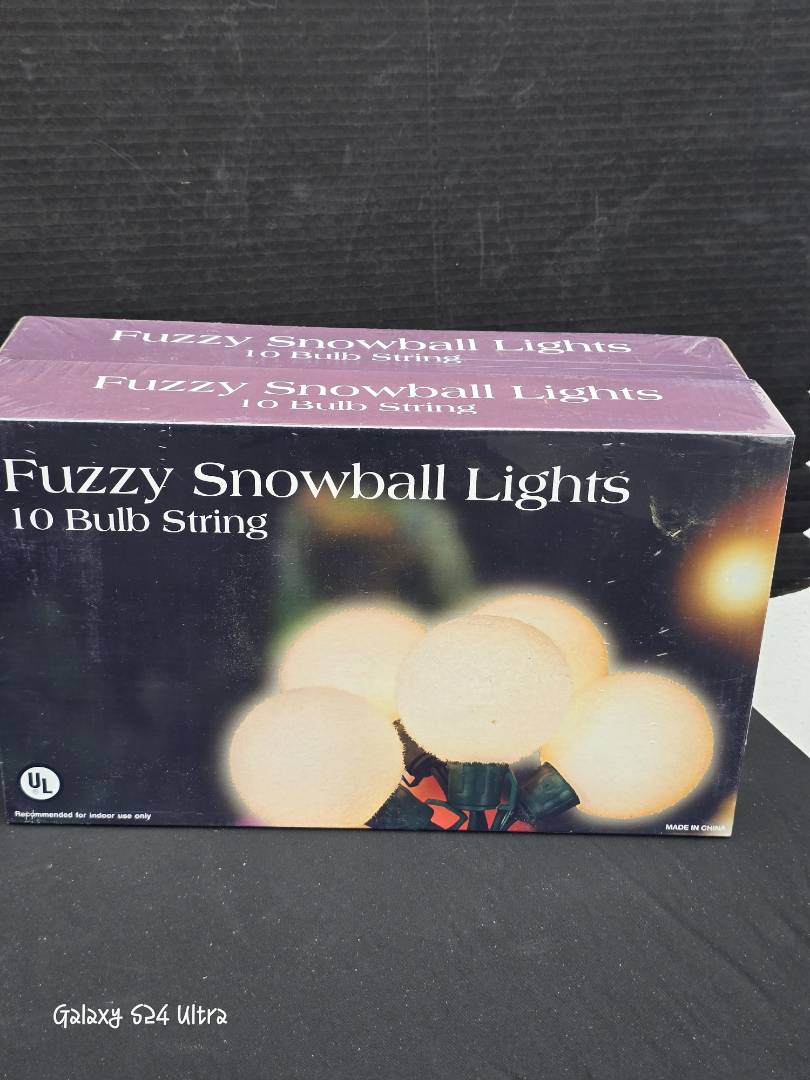 Fuzzy Snowball Lights
10 Bulb String
Fuzzy Snowball Lights
10 Bulb String
Fuzzy Snowball Lights
10 Bulb String
UL
Recommended for indoor use only
MADE IN CHINA
Galaxy S24 Ultra